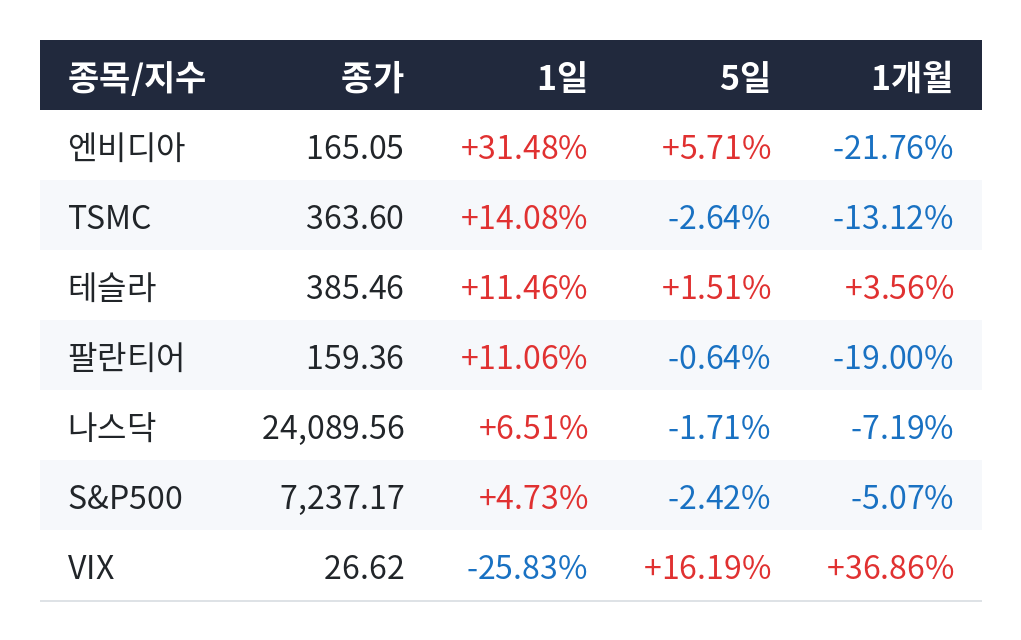 종목/지수 종가 1일 5일 1개월
엔비디아 165.05 +31.48% +5.71% -21.76%
TSMC 363.60 +14.08% -2.64% -13.12%
테슬라 385.46 +11.46% +1.51% +3.56%
팔란티어 159.36 +11.06% -0.64% -19.00%
나스닥 24,089.56 +6.51% -1.71% -7.19%
S&P500 7,237.17 +4.73% -2.42% -5.07%
VIX 26.62 -25.83% +16.19% +36.86%